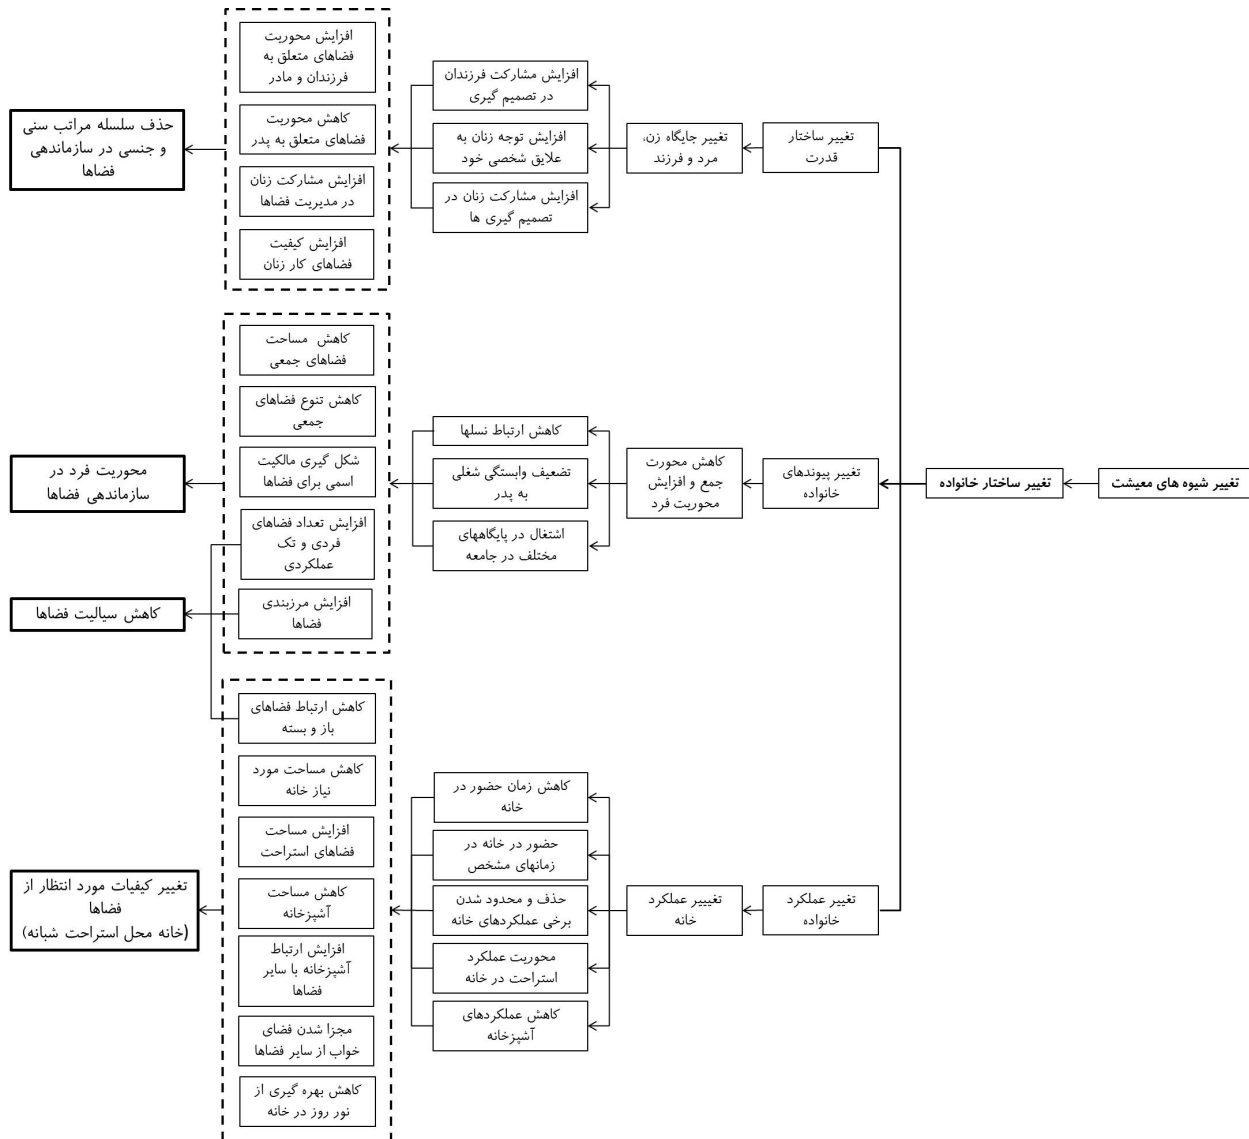 تغییر شیوه های معیشت
تغییر ساختار خانواده
تغییر ساختار
قدرت
تغییر جایگاه زن،
مرد و فرزند
افزایش مشارکت فرزندان
در تصمیم گیری
افزایش توجه زنان به
علایق شخصی خود
افزایش مشارکت زنان در
تصمیم گیری ها
افزایش محوریت
فضاهای متعلق به
فرزندان و مادر
کاهش محوریت
فضاهای متعلق به پدر
افزایش مشارکت زنان
در مدیریت فضاها
افزایش کیفیت
فضاهای کار زنان
حذف سلسله مراتب سنی
و جنسی در سازماندهی
فضاها
تغییر پیوندهای
خانواده
کاهش محورت
جمع و افزایش
محوریت فرد
کاهش ارتباط نسلها
تضعیف وابستگی شغلی
به پدر
اشتغال در پایگاههای
مختلف در جامعه
کاهش مساحت
فضاهای جمعی
کاهش تنوع فضاهای
جمعی
شکل گیری مالکیت
اسمی برای فضاها
افزایش تعداد فضاهای
فردی و تک
عملکردی
افزایش مرزبندی
فضاها
محوریت فرد در
سازماندهی فضاها
کاهش سیالیت فضاها
تغییر عملکرد
خانواده
تغیییر عملکرد
خانه
کاهش زمان حضور در
خانه
حضور در خانه در
زمانهای مشخص
حذف و محدود شدن
برخی عملکردهای خانه
محوریت عملکرد
استراحت در خانه
کاهش عملکردهای
آشپزخانه
کاهش ارتباط فضاهای
باز و بسته
کاهش مساحت مورد
نیاز خانه
افزایش مساحت
فضاهای استراحت
کاهش مساحت
آشپزخانه
افزایش ارتباط
آشپزخانه با سایر
فضاها
مجزا شدن فضای
خواب از سایر فضاها
کاهش بهره گیری از
نور روز در خانه
تغییر کیفیات مورد انتظار از
فضاها
(خانه محل استراحت شبانه)